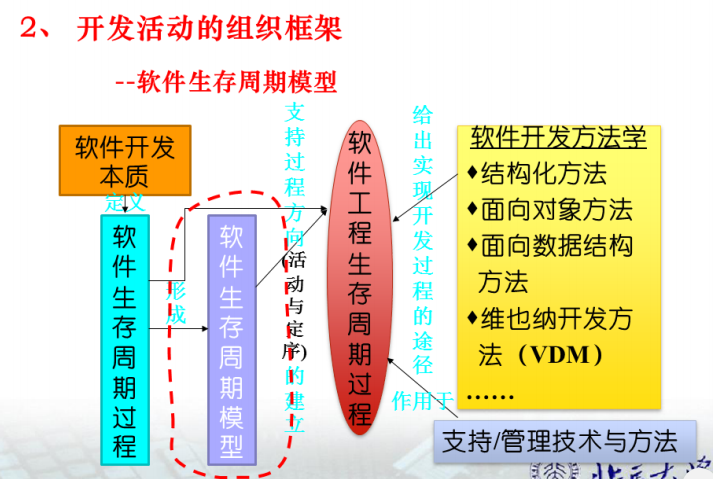 2、 开发活动的组织框架
--软件生存周期模型
软件开发
本质
定义
软件生存周期过程
形成
软件生存周期模型
支持过程方向(活动与定序)的建立
软件工程生存周期过程
给出实现开发过程的途径
作用于
软件开发方法学
♦结构化方法
♦面向对象方法
♦面向数据结构
方法
♦维也纳开发方
法（VDM）
……
支持/管理技术与方法
北京大学